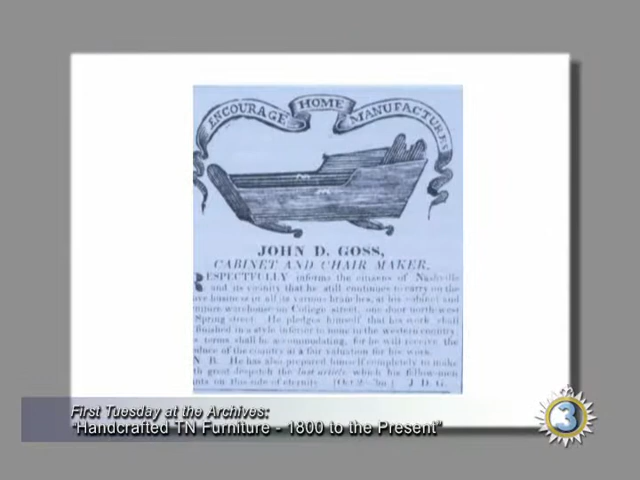 ENCOURAGE HOME MANUFACTURES
JOHN D. GOSS,
CABINET AND CHAIR MAKER,
RESPECTFULLY informs the citizens of Nashville
and its vicinity that he still continues to carry on the
business in all its various branches, at his cabinet and
warehouse in College street, one door north-west
Spring street. He pledges himself that his work shall
finished in a style inferior to none in the western country,
terms shall be accommodating, for he will receive the
of the country at a fair valuation for his work.
N B. He has also prepared himself completely to make
great despatch the last article, which his fellow-men
on this side of eternity. J. D. G.
First Tuesday at the Archives:
"Handcrafted TN Furniture - 1800 to the Present"
3